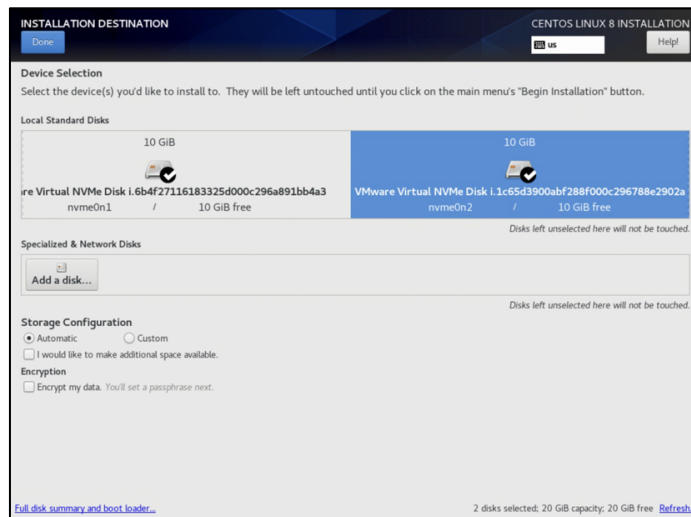 INSTALLATION DESTINATION
CENTOS LINUX 8 INSTALLATION
Done
us
Help!
Device Selection
Select the device(s) you'd like to install to. They will be left untouched until you click on the main menu's "Begin Installation" button.
Local Standard Disks
10 GiB
10 GiB
re Virtual NVMe Disk i.6b4f27116183325d000c296a891bb4a3
VMware Virtual NVMe Disk i.1c65d3900abf288f000c296788e2902a
nvme0n1 / 10 GiB free
nvme0n2 / 10 GiB free
Disks left unselected here will not be touched.
Specialized & Network Disks
Add a disk...
Disks left unselected here will not be touched.
Storage Configuration
Automatic
Custom
I would like to make additional space available.
Encryption
Encrypt my data. You'll set a passphrase next.
Full disk summary and boot loader...
2 disks selected; 20 GiB capacity; 20 GiB free Refresh